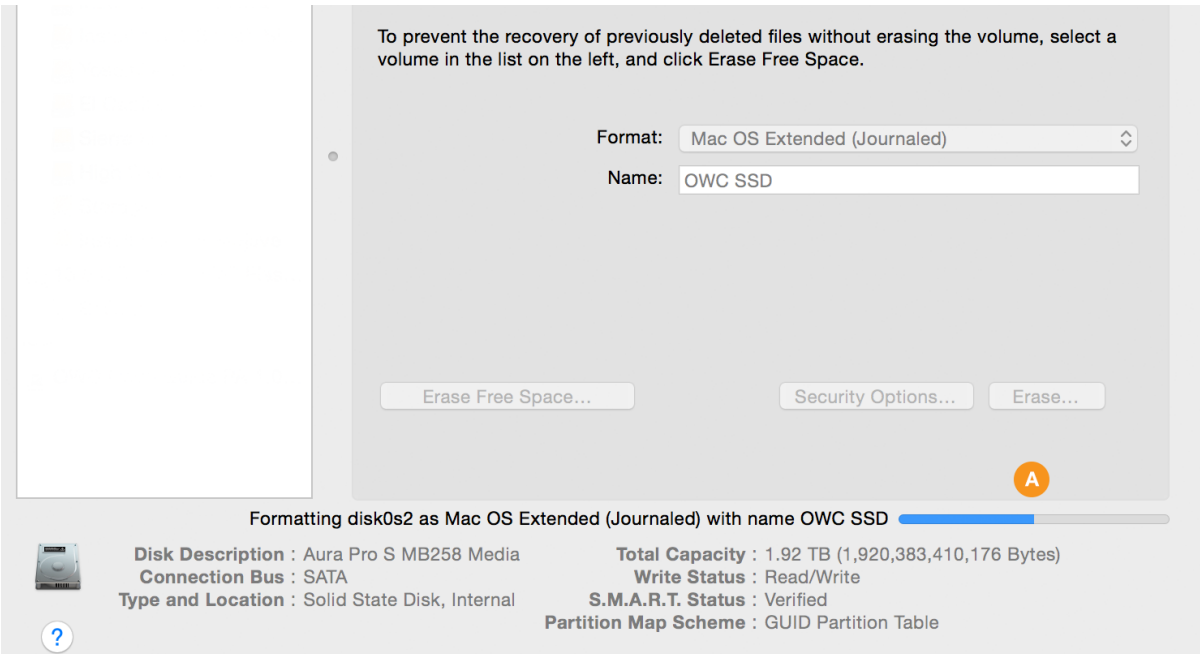 To prevent the recovery of previously deleted files without erasing the volume, select a
volume in the list on the left, and click Erase Free Space.
Format: Mac OS Extended (Journaled)
Name: OWC SSD
Erase Free Space... Security Options... Erase...
A
Formatting disk0s2 as Mac OS Extended (Journaled) with name OWC SSD
Disk Description : Aura Pro S MB258 Media Total Capacity : 1.92 TB (1,920,383,410,176 Bytes)
Connection Bus : SATA Write Status : Read/Write
Type and Location : Solid State Disk, Internal S.M.A.R.T. Status : Verified
Partition Map Scheme : GUID Partition Table
?